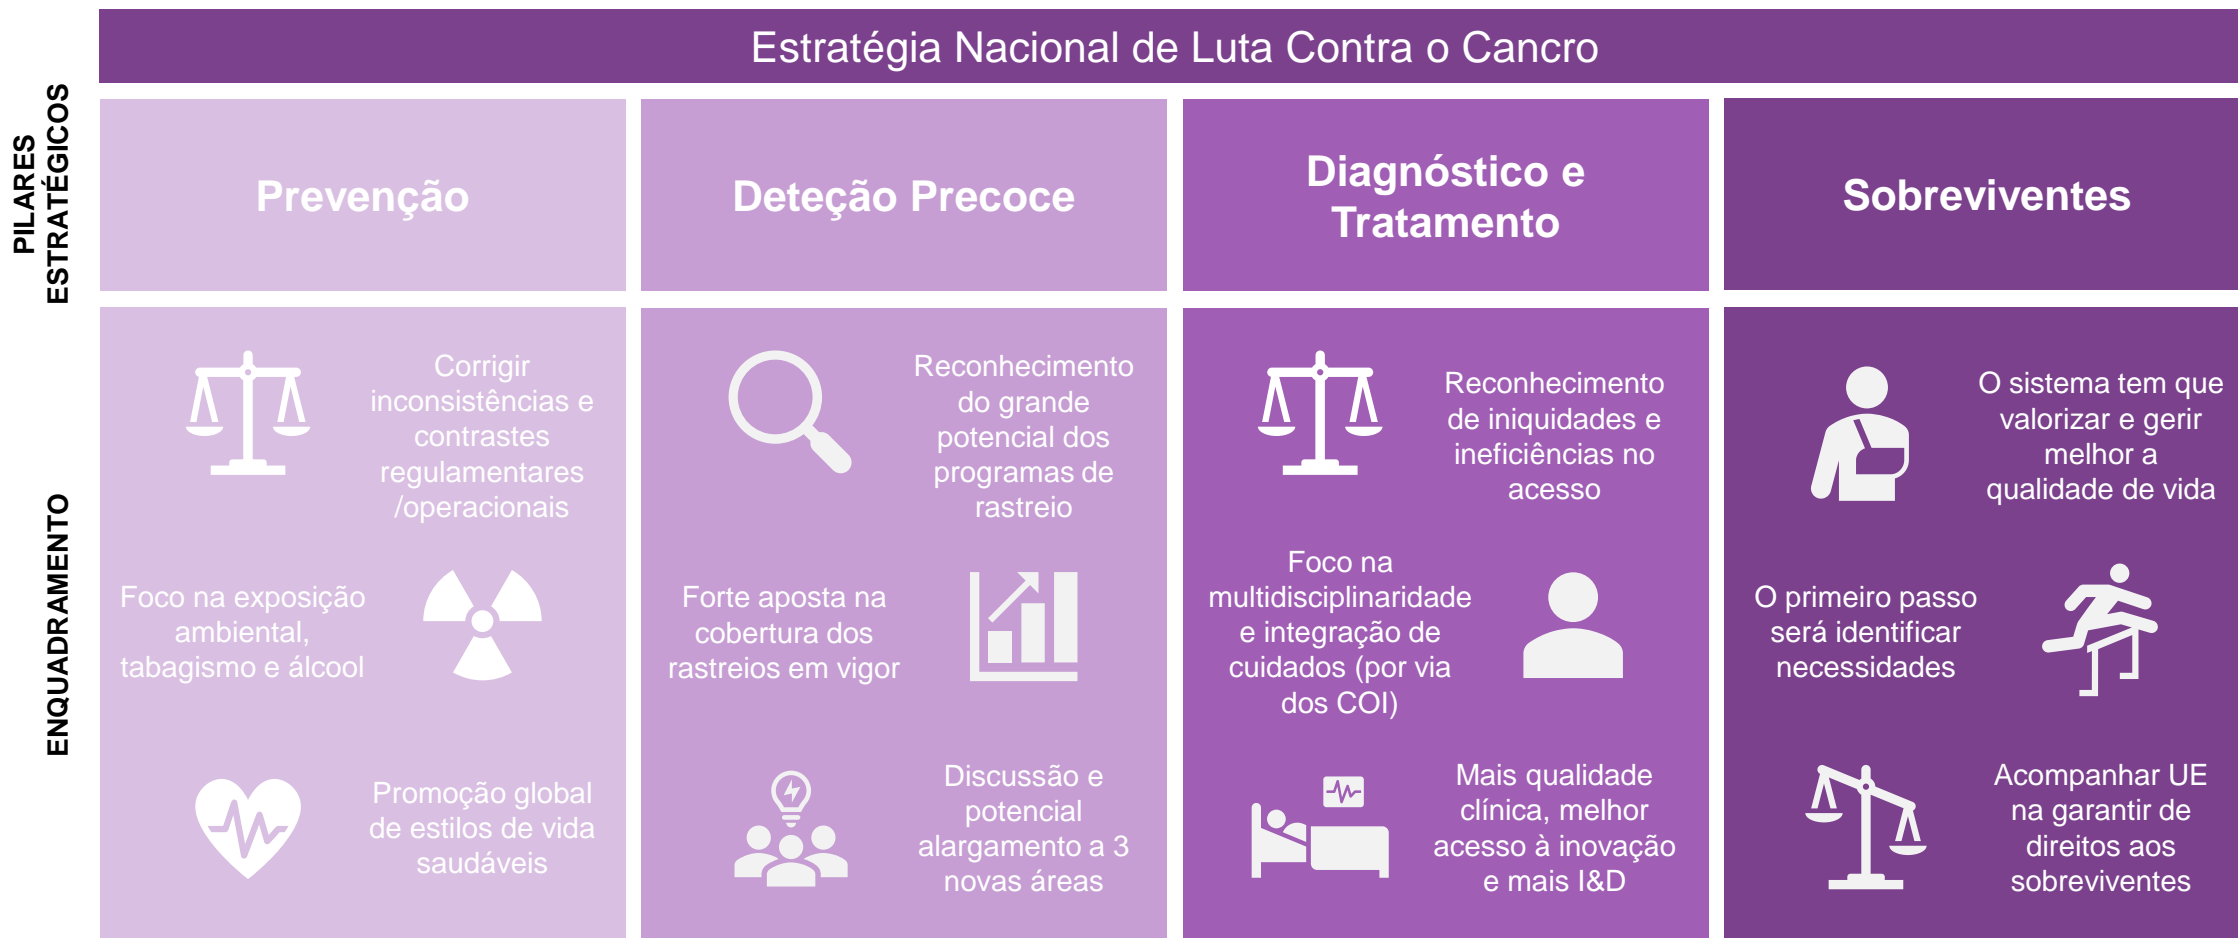 Estratégia Nacional de Luta Contra o Cancro
PILARES
ESTRATÉGICOS
Prevenção
Deteção Precoce
Diagnóstico e
Tratamento
Sobreviventes
ENQUADRAMENTO
Corrigir
inconsistências e
contrastes
regulamentares
/operacionais
Foco na exposição
ambiental,
tabagismo e álcool
Promoção global
de estilos de vida
saudáveis
Reconhecimento
do grande
potencial dos
programas de
rastreio
Forte aposta na
cobertura dos
rastreios em vigor
Discussão e
potencial
alargamento a 3
novas áreas
Reconhecimento
de iniquidades e
ineficiências no
acesso
Foco na
multidisciplinaridade
e integração de
cuidados (por via
dos COI)
Mais qualidade
clínica, melhor
acesso à inovação
e mais I&D
O sistema tem que
valorizar e gerir
melhor a
qualidade de vida
O primeiro passo
será identificar
necessidades
Acompanhar UE
na garantir de
direitos aos
sobreviventes